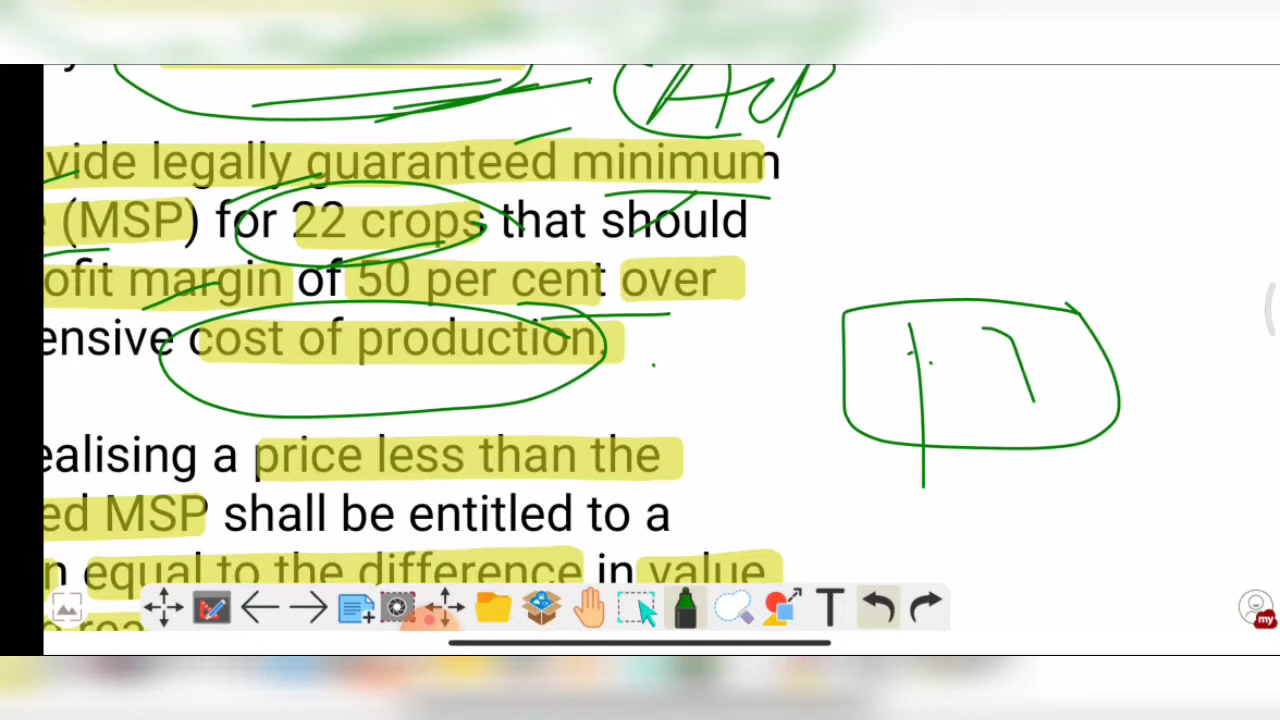 vide legally guaranteed minimum
(MSP) for 22 crops that should
ofit margin of 50 per cent over
ensive cost of production.
ealising a price less than the
ed MSP shall be entitled to a
n equal to the difference in value
T
my